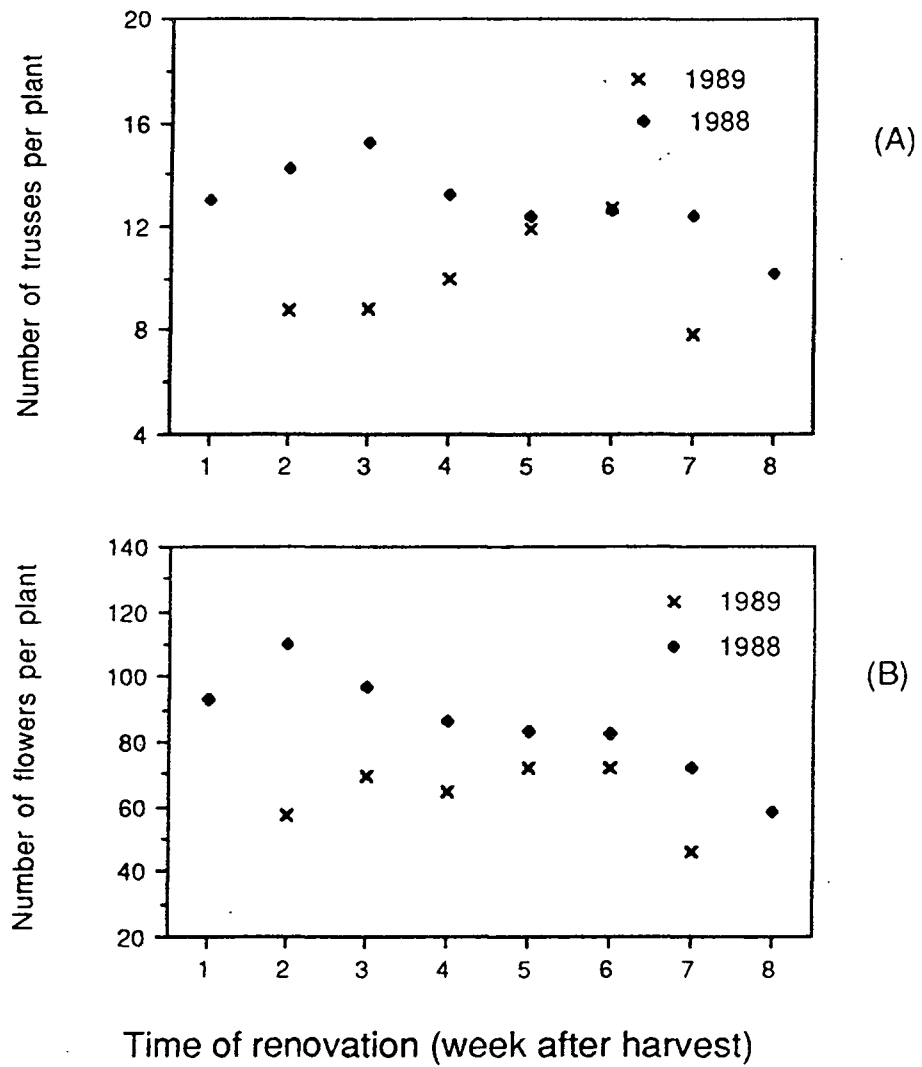 20
16
12
8
4
Number of trusses per plant
1989
1988
(A)
1 2 3 4 5 6 7 8
140
120
100
80
60
40
20
Number of flowers per plant
1989
1988
(B)
1 2 3 4 5 6 7 8
Time of renovation (week after harvest)